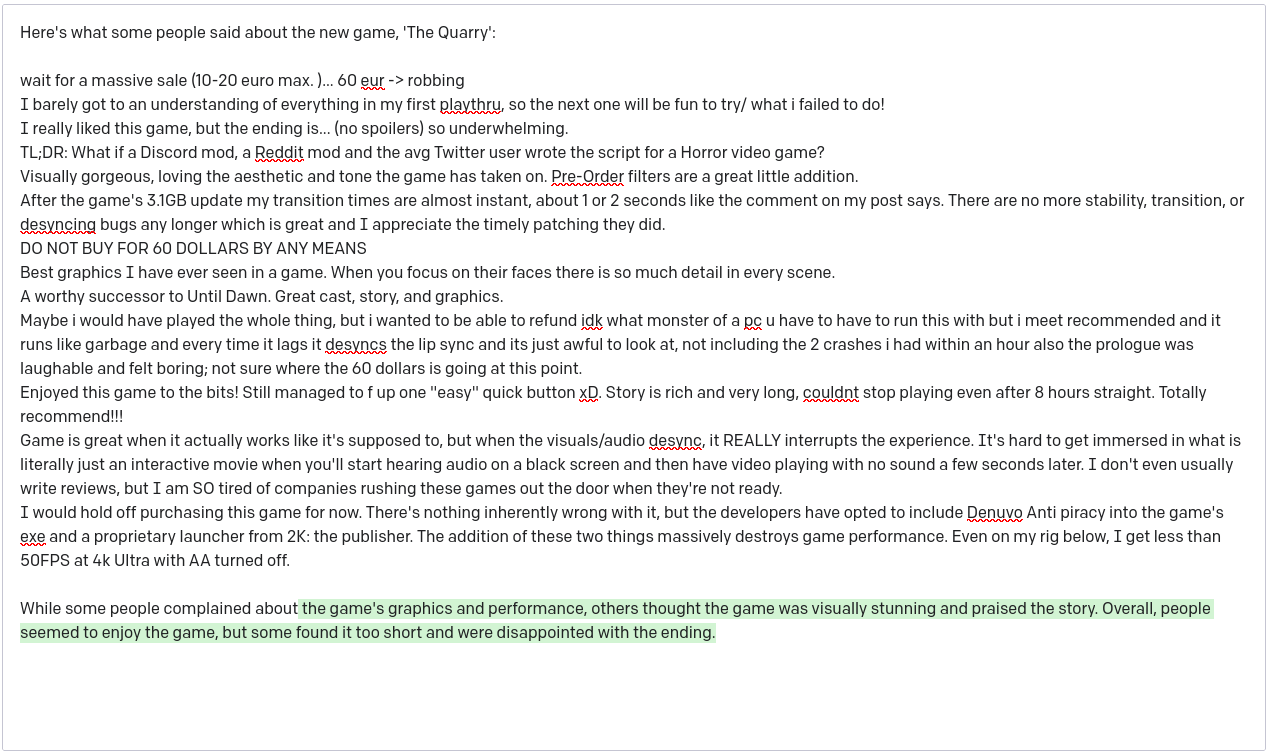 Here's what some people said about the new game, 'The Quarry':
wait for a massive sale (10-20 euro max. )... 60 eur -> robbing
I barely got to an understanding of everything in my first playthru, so the next one will be fun to try/ what i failed to do!
I really liked this game, but the ending is... (no spoilers) so underwhelming.
TL;DR: What if a Discord mod, a Reddit mod and the avg Twitter user wrote the script for a Horror video game?
Visually gorgeous, loving the aesthetic and tone the game has taken on. Pre-Order filters are a great little addition.
After the game's 3.1GB update my transition times are almost instant, about 1 or 2 seconds like the comment on my post says. There are no more stability, transition, or
desyncing bugs any longer which is great and I appreciate the timely patching they did.
DO NOT BUY FOR 60 DOLLARS BY ANY MEANS
Best graphics I have ever seen in a game. When you focus on their faces there is so much detail in every scene.
A worthy successor to Until Dawn. Great cast, story, and graphics.
Maybe i would have played the whole thing, but i wanted to be able to refund idk what monster of a pc u have to have to run this with but i meet recommended and it
runs like garbage and every time it lags it desyncs the lip sync and its just awful to look at, not including the 2 crashes i had within an hour also the prologue was
laughable and felt boring; not sure where the 60 dollars is going at this point.
Enjoyed this game to the bits! Still managed to f up one "easy" quick button xD. Story is rich and very long, couldnt stop playing even after 8 hours straight. Totally
recommend!!!
Game is great when it actually works like it's supposed to, but when the visuals/audio desync, it REALLY interrupts the experience. It's hard to get immersed in what is
literally just an interactive movie when you'll start hearing audio on a black screen and then have video playing with no sound a few seconds later. I don't even usually
write reviews, but I am SO tired of companies rushing these games out the door when they're not ready.
I would hold off purchasing this game for now. There's nothing inherently wrong with it, but the developers have opted to include Denuvo Anti piracy into the game's
exe and a proprietary launcher from 2K: the publisher. The addition of these two things massively destroys game performance. Even on my rig below, I get less than
50FPS at 4k Ultra with AA turned off.
While some people complained about the game's graphics and performance, others thought the game was visually stunning and praised the story. Overall, people
seemed to enjoy the game, but some found it too short and were disappointed with the ending.